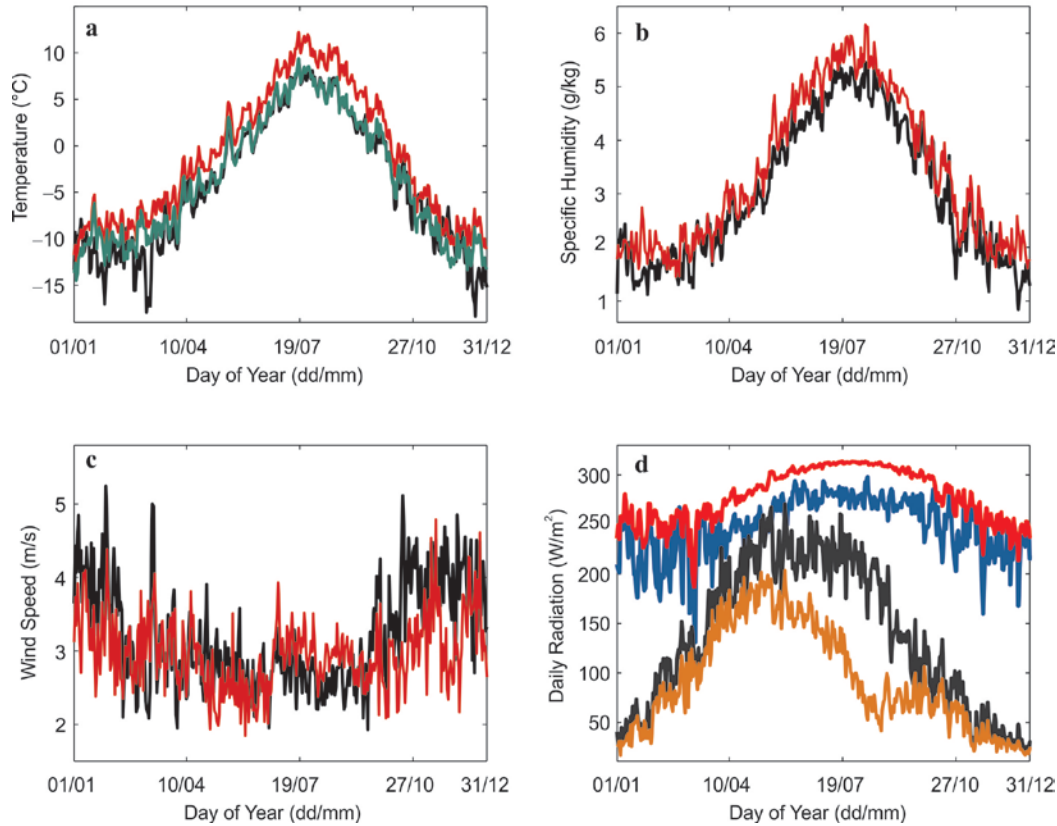 a
10
5
0
−5
−10
−15
Temperature (°C)
01/01 10/04 19/07 27/10 31/12
Day of Year (dd/mm)
b
6
5
4
3
2
1
Specific Humidity (g/kg)
01/01 10/04 19/07 27/10 31/12
Day of Year (dd/mm)
c
5
4
3
2
Wind Speed (m/s)
01/01 10/04 19/07 27/10 31/12
Day of Year (dd/mm)
d
300
250
200
150
100
50
Daily Radiation (W/m²)
01/01 10/04 19/07 27/10 31/12
Day of Year (dd/mm)